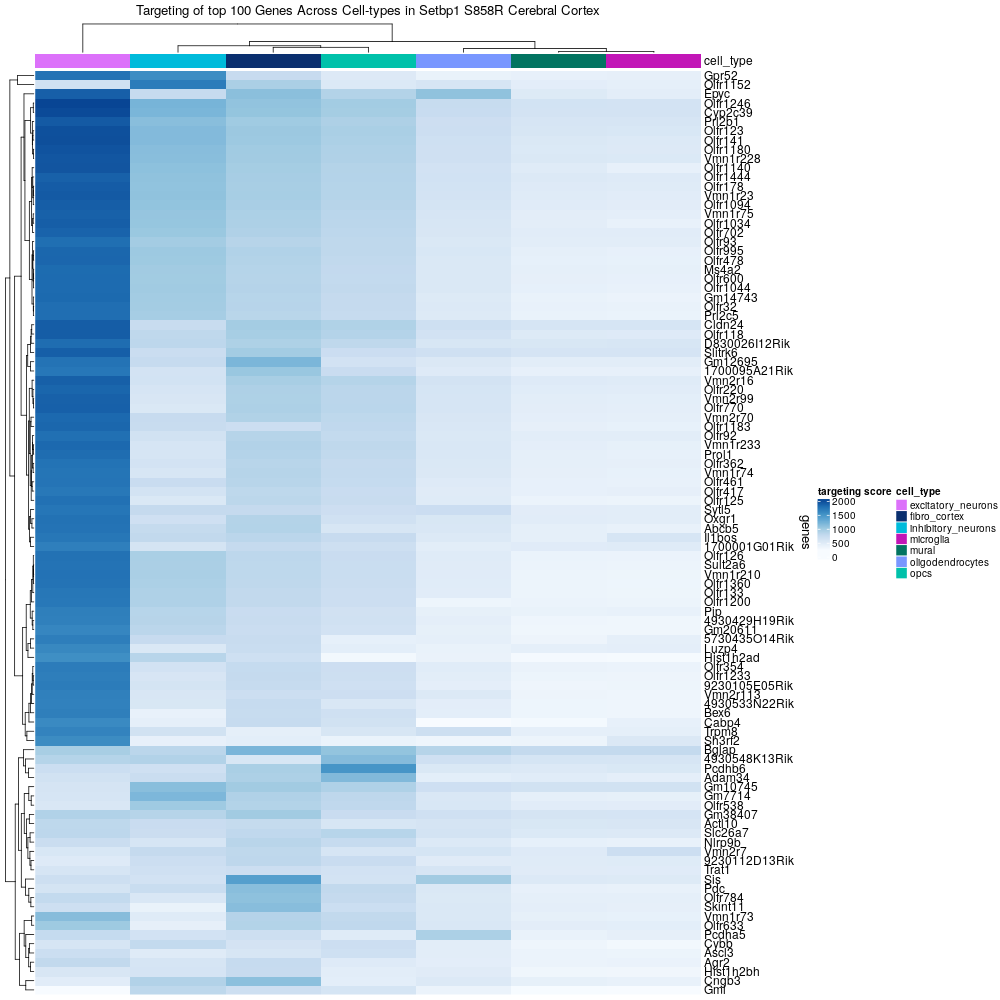 Targeting of top 100 Genes Across Cell-types in Setbp1 S858R Cerebral Cortex
cell_type
Gpr52
Olfr1152
Epyc
Olfr1246
Cyp2c39
Prl2b1
Olfr123
Olfr141
Olfr1180
Vmn1r228
Olfr1140
Olfr1444
Olfr178
Vmn1r23
Olfr1094
Vmn1r75
Olfr1034
Olfr702
Olfr93
Olfr995
Olfr478
Ms4a2
Olfr600
Olfr1044
Gm14743
Olfr32
Prl2c5
Cldn24
Olfr118
D830026I12Rik
Slitrk6
Gm12695
1700095A21Rik
Vmn2r16
Olfr220
Vmn2r99
Olfr770
Vmn2r70
Olfr1183
Olfr92
Vmn1r233
Prol1
Olfr362
Vmn1r74
Olfr461
Olfr417
Olfr125
Sytl5
Oxgr1
Abcb5
Il1bos
1700001G01Rik
Olfr126
Sult2a6
Vmn1r210
Olfr1360
Olfr133
Olfr1200
Pip
4930429H19Rik
Gm20611
5730435O14Rik
Luzp4
Hist1h2ad
Olfr354
Olfr1233
9230105E05Rik
Vmn2r113
4930533N22Rik
Bex6
Cabp4
Trpm8
Sh3rf2
Bglap
4930548K13Rik
Pcdhb6
Adam34
Gm10745
Gm7714
Olfr538
Gm38407
Actl10
Slc26a7
Nlrp9b
Vmn2r7
9230112D13Rik
Trat1
Sis
Pdc
Olfr784
Skint11
Vmn1r73
Olfr633
Pcdha5
Cybb
Ascl3
Agr2
Hist1h2bh
Cngb3
Gmf
genes
targeting score
2000
1500
1000
500
0
cell_type
excitatory_neurons
fibro_cortex
inhibitory_neurons
microglia
mural
oligodendrocytes
opcs